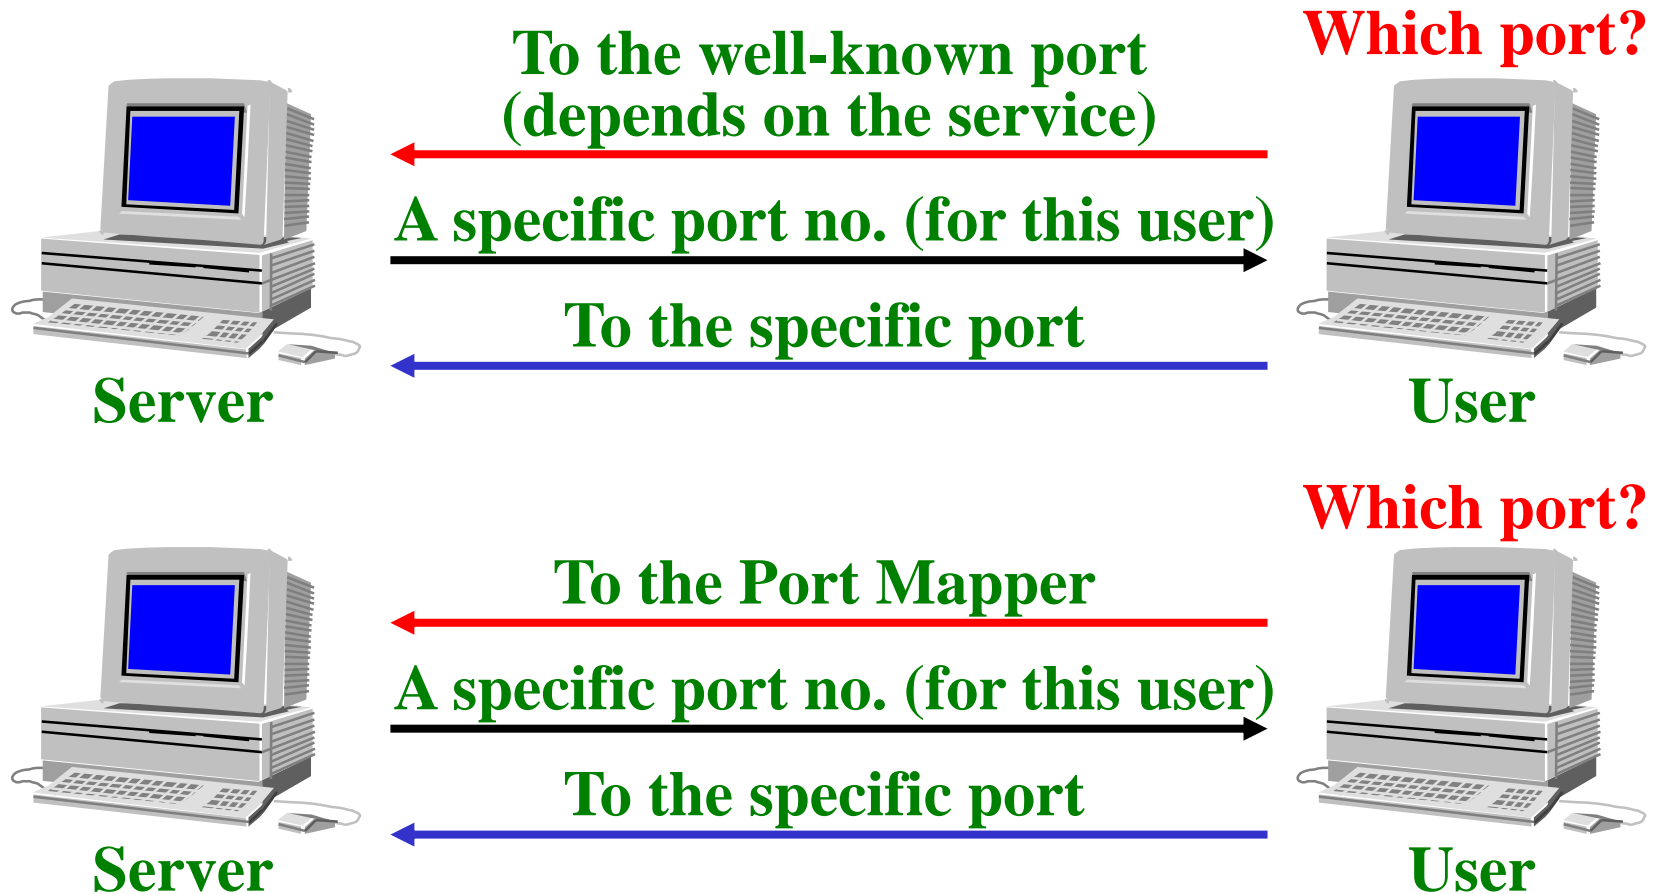 Which port?
To the well-known port
(depends on the service)
A specific port no. (for this user)
To the specific port
Server
User
Which port?
To the Port Mapper
A specific port no. (for this user)
To the specific port
Server
User